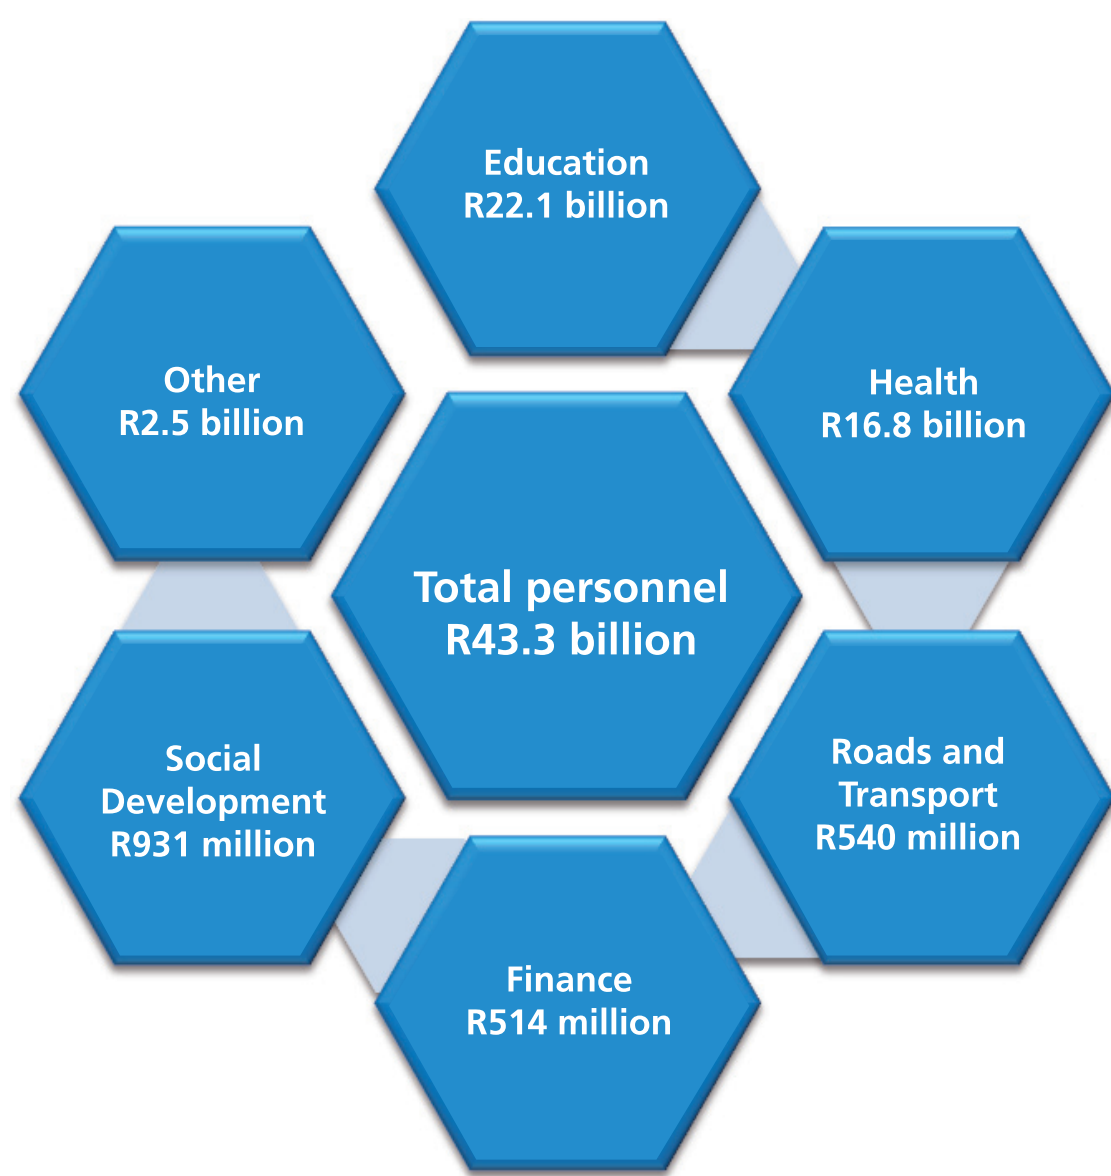 Education
R22.1 billion
Other
R2.5 billion
Health
R16.8 billion
Total personnel
R43.3 billion
Social
Development
R931 million
Roads and
Transport
R540 million
Finance
R514 million